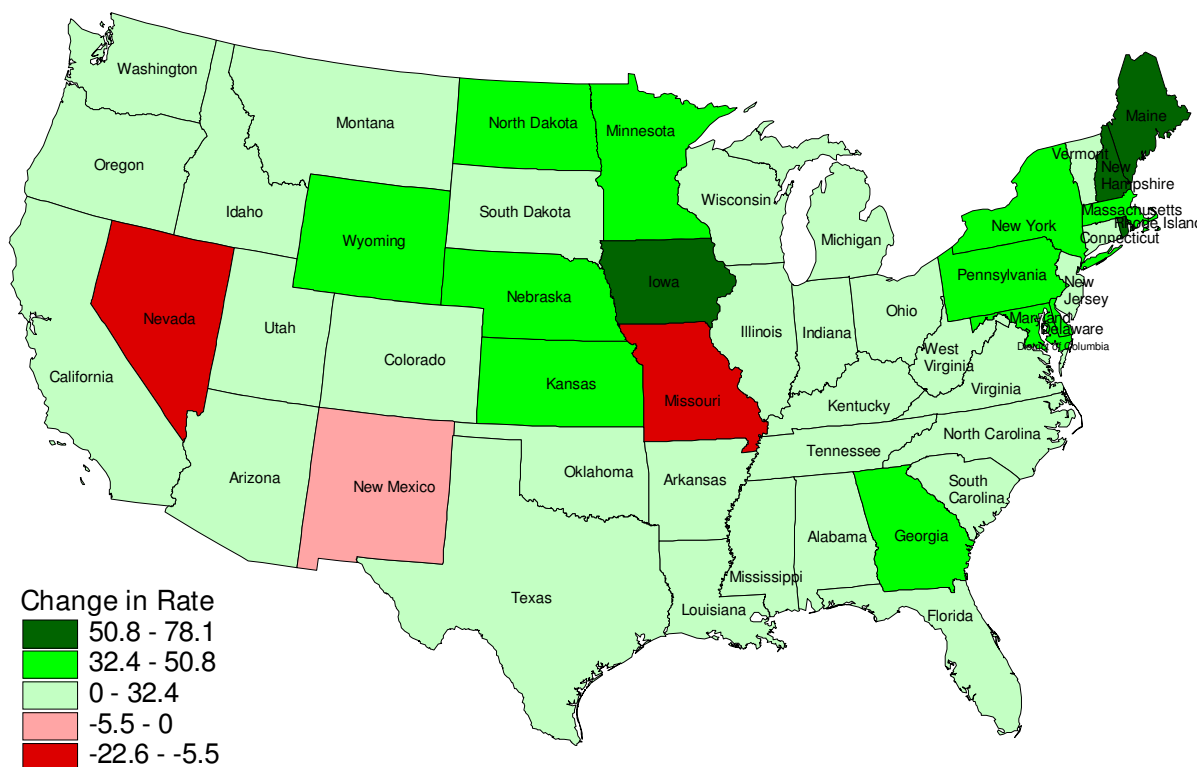 Washington
Montana
North Dakota
Minnesota
Maine
Oregon
Idaho
Wyoming
South Dakota
Wisconsin
Michigan
Vermont
New
Hampshire
Massachusetts
Rhode Island
Connecticut
New York
Nevada
Utah
Colorado
Nebraska
Iowa
Illinois
Indiana
Ohio
Pennsylvania
New
Jersey
Maryland
Delaware
District of Columbia
California
Kansas
Missouri
Kentucky
West
Virginia
Virginia
Arizona
New Mexico
Oklahoma
Arkansas
Tennessee
North Carolina
South
Carolina
Texas
Louisiana
Mississippi
Alabama
Georgia
Florida
Change in Rate
50.8 - 78.1
32.4 - 50.8
0 - 32.4
-5.5 - 0
-22.6 - -5.5